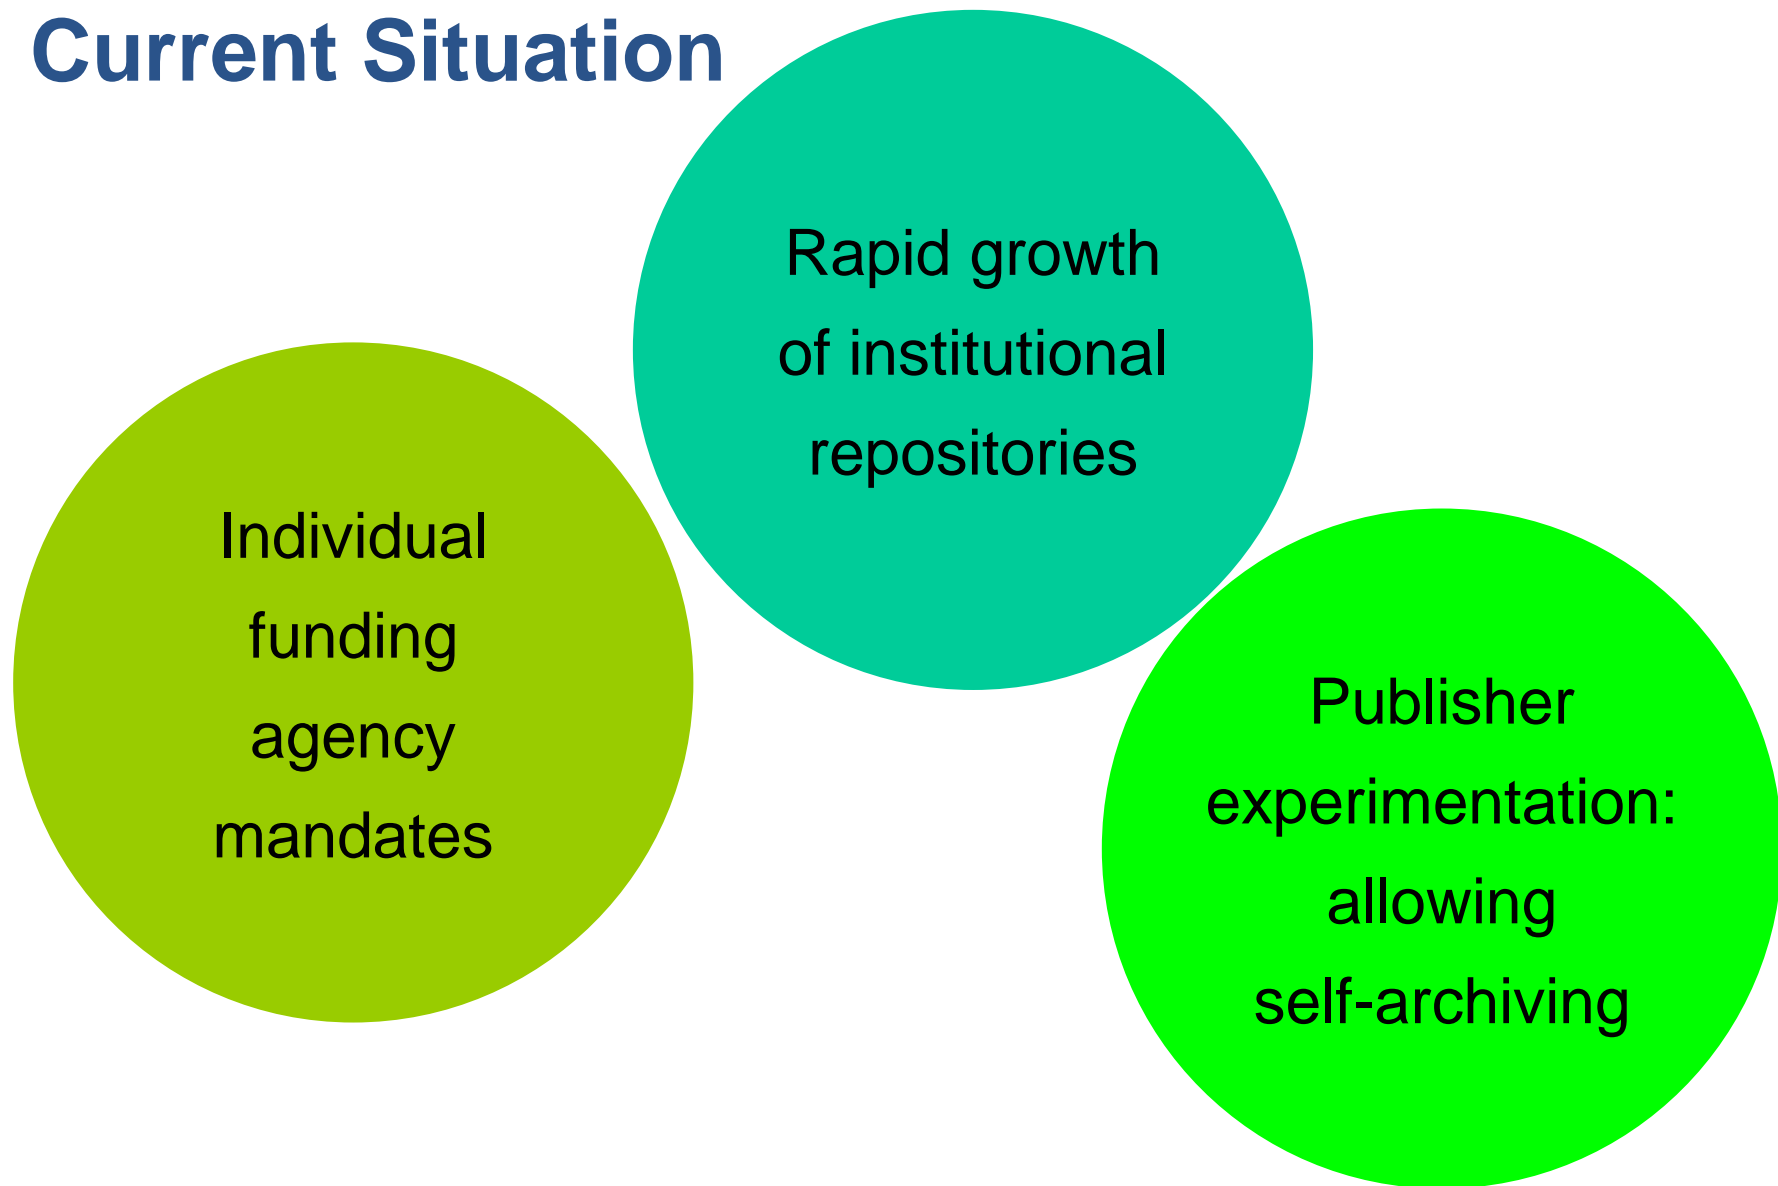 Current Situation
Rapid growth
of institutional
repositories
Individual
funding
agency
mandates
Publisher
experimentation:
allowing
self-archiving